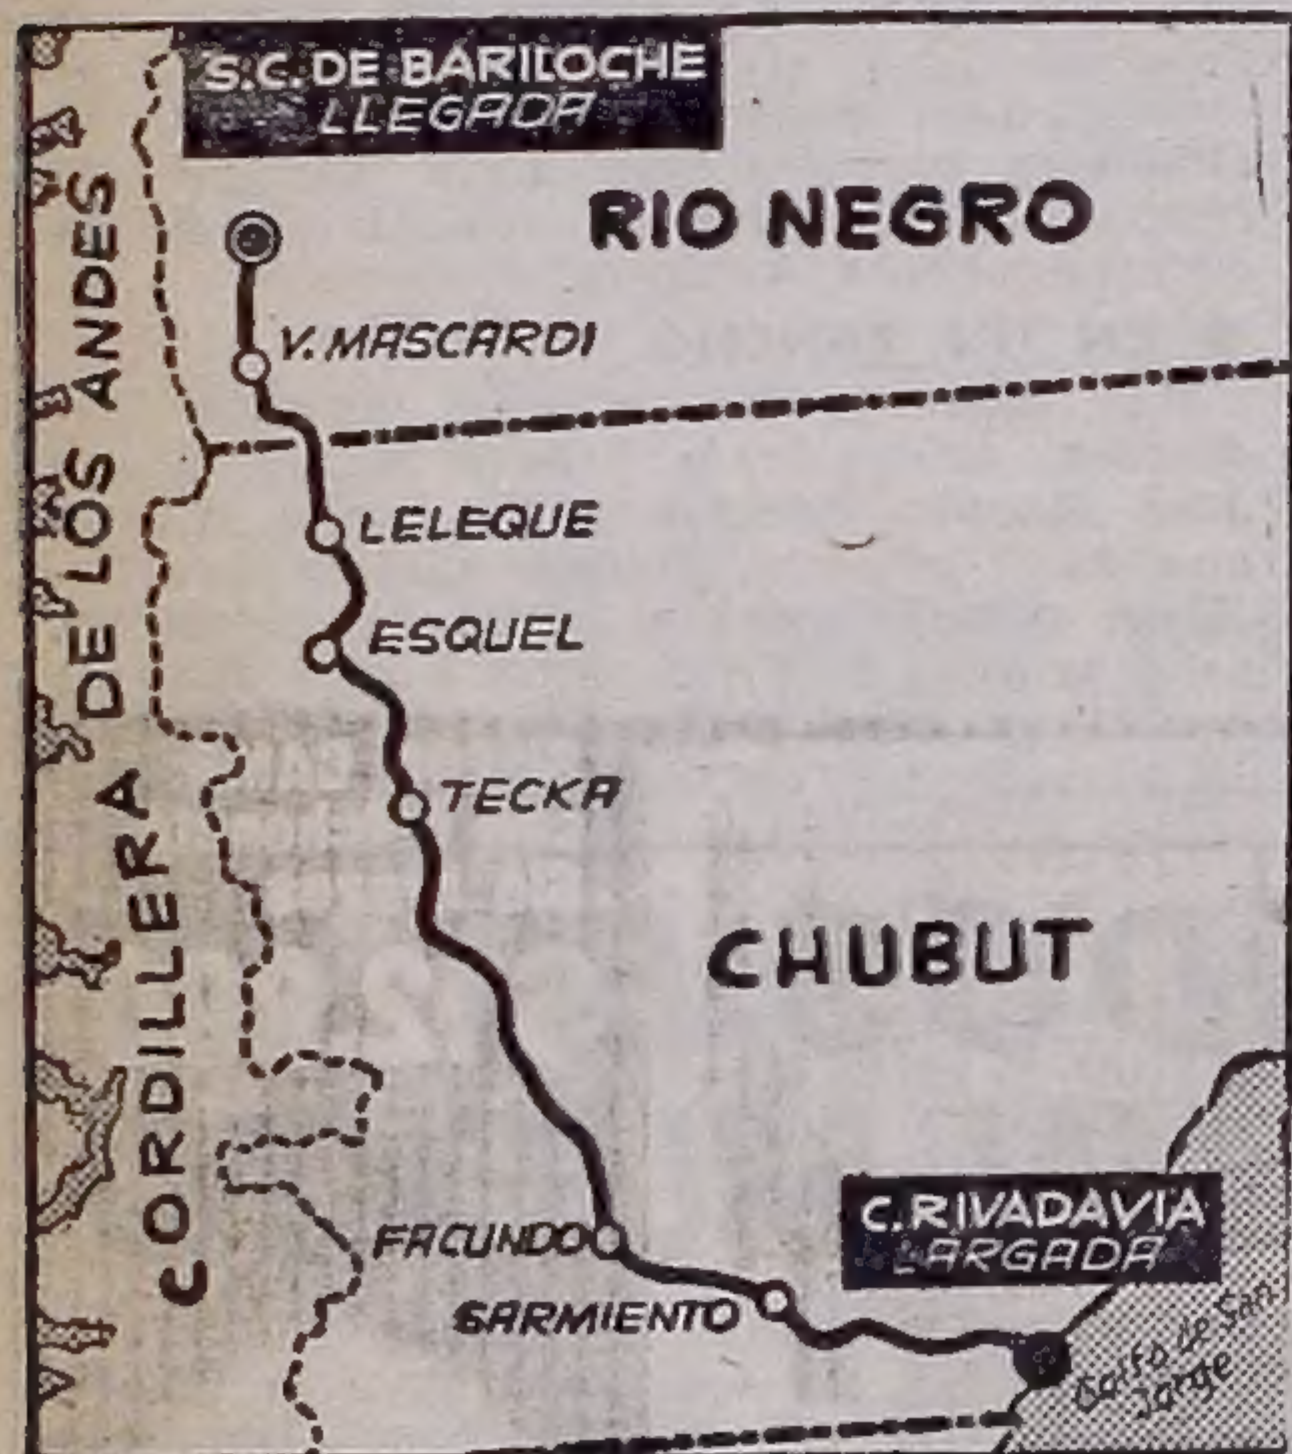 S.C. DE BARILOCHE
LLEGADA
RIO NEGRO
V. MASCARDI
CORDILLERA DE LOS ANDES
LELEQUE
ESQUEL
TECKA
CHUBUT
C. RIVADAVIA
LARGADA
FACUNDO
SARMIENTO
Golfo de San
Jorge